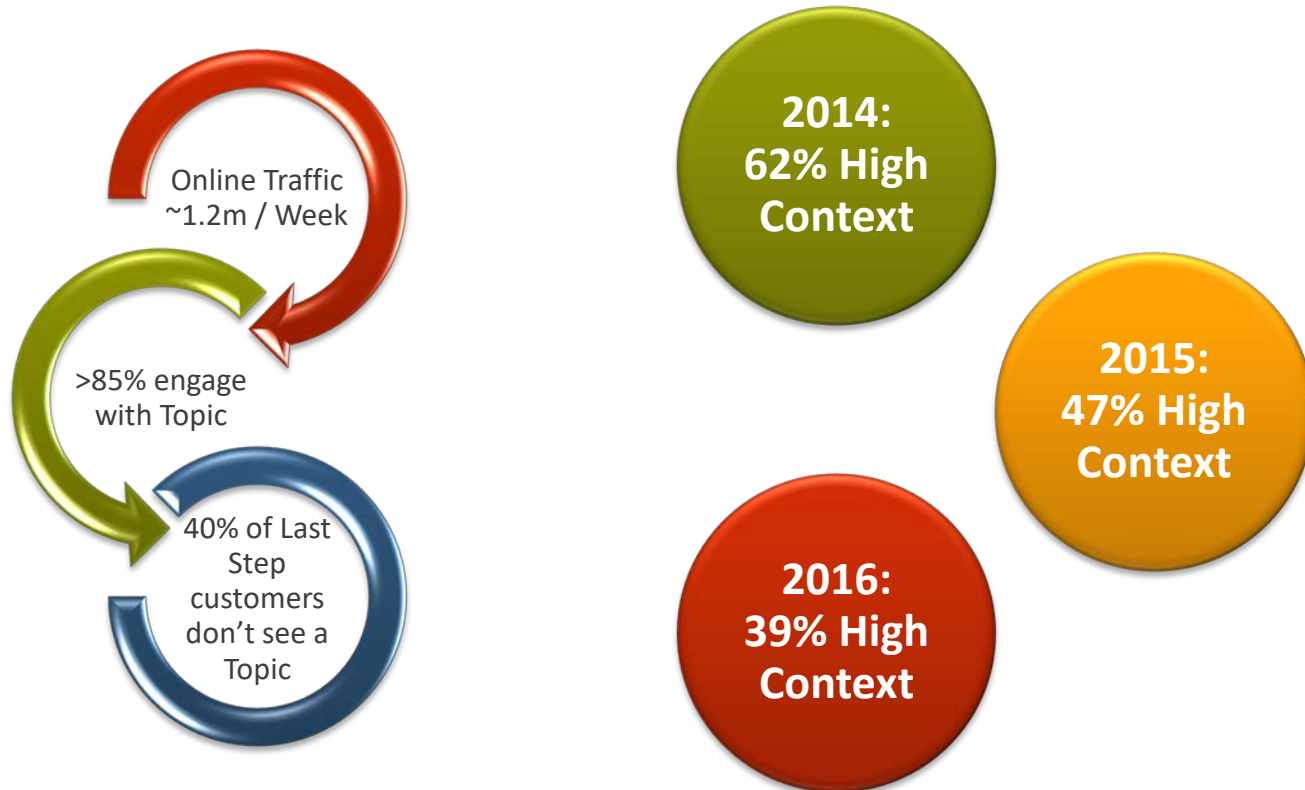 Online Traffic
~1.2m / Week
>85% engage
with Topic
40% of Last
Step
customers
don’t see a
Topic
2014:
62% High
Context
2015:
47% High
Context
2016:
39% High
Context